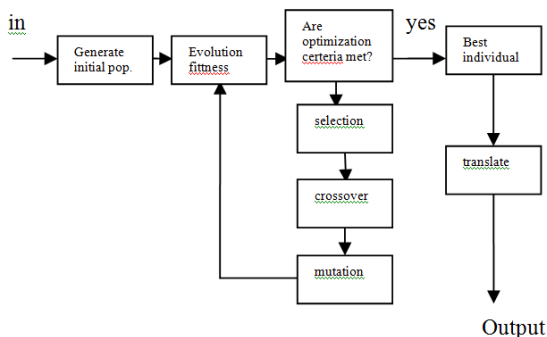 in
Generate
initial pop.
Evolution
fittness
Are
optimization
certeria met?
yes
Best
individual
selection
crossover
mutation
translate
Output